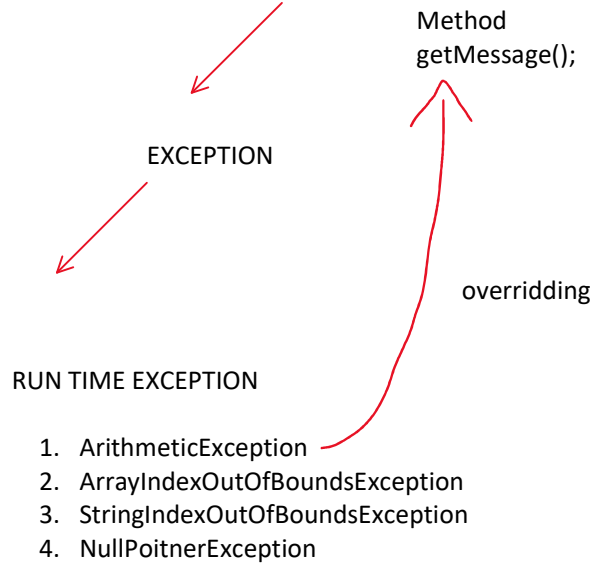 Method
getMessage();
EXCEPTION
overridding
RUN TIME EXCEPTION
1. ArithmeticException
2. ArrayIndexOutOfBoundsException
3. StringIndexOutOfBoundsException
4. NullPoitnerException